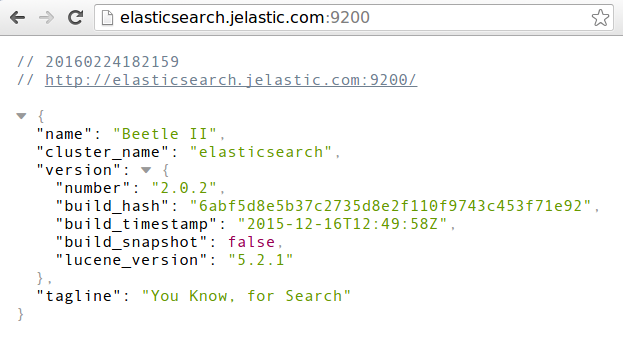 elasticsearch.jelastic.com:9200
// 20160224182159
// http://elasticsearch.jelastic.com:9200/
{
"name": "Beetle II",
"cluster_name": "elasticsearch",
"version": {
"number": "2.0.2",
"build_hash": "6abf5d8e5b37c2735d8e2f110f9743c453f71e92",
"build_timestamp": "2015-12-16T12:49:58Z",
"build_snapshot": false,
"lucene_version": "5.2.1"
},
"tagline": "You Know, for Search"
}